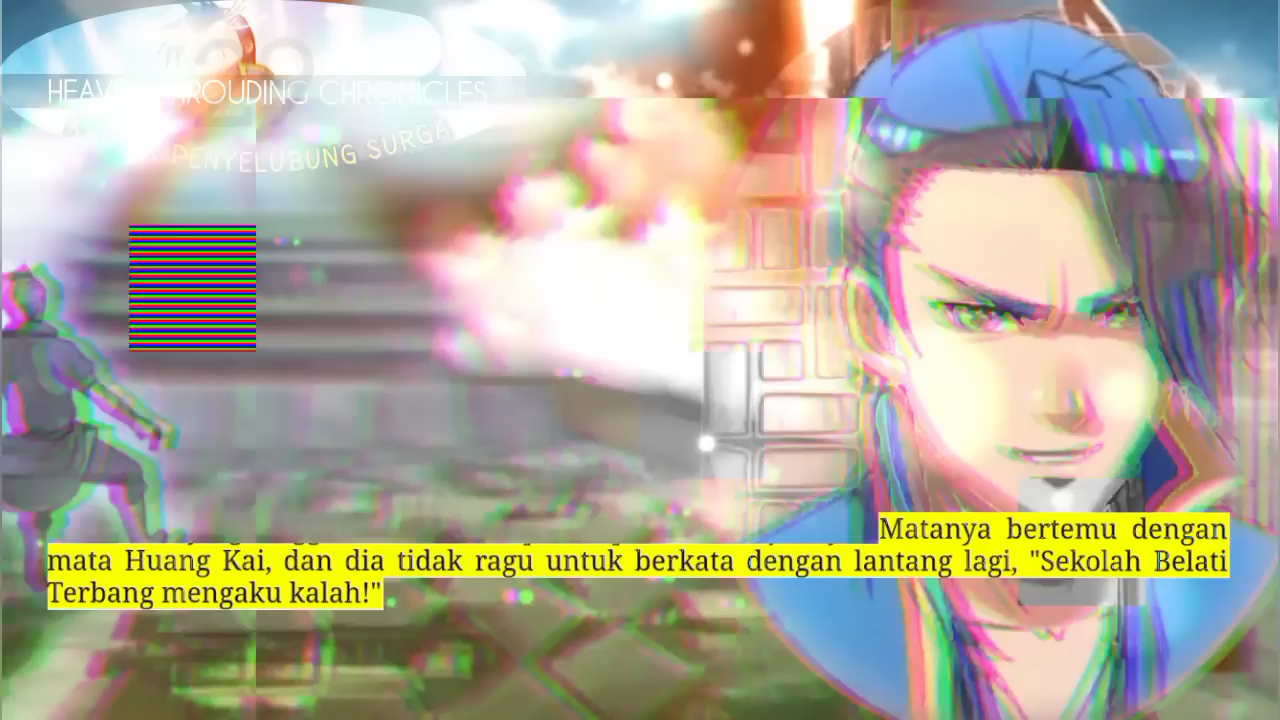 HEAVEN SHROUDING CHRONICLES
PENYELUBUNG SURGA
Matanya bertemu dengan
mata Huang Kai, dan dia tidak ragu untuk berkata dengan lantang lagi, "Sekolah Belati
Terbang mengaku kalah!"